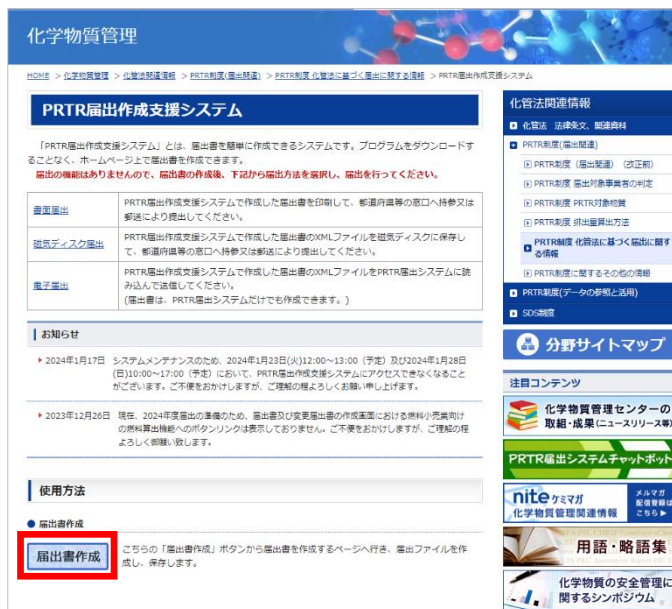 化学物質管理
HOME > 化学物質管理 > 化管法関連情報 > PRTR制度(届出関連) > PRTR制度 化管法に基づく届出に関する情報 > PRTR届出作成支援システム
PRTR届出作成支援システム
「PRTR届出作成支援システム」とは、届出書を簡単に作成できるシステムです。プログラムをダウンロードす
ることなく、ホームページ上で届出書を作成できます。
届出の機能はありませんので、届出書の作成後、下記から届出方法を選択し、届出を行ってください。
書面届出
PRTR届出作成支援システムで作成した届出書を印刷して、都道府県等の窓口へ持参又は
郵送により提出してください。
磁気ディスク届出
PRTR届出作成支援システムで作成した届出書のXMLファイルを磁気ディスクに保存し
て、都道府県等の窓口へ持参又は郵送により提出してください。
電子届出
PRTR届出作成支援システムで作成した届出書のXMLファイルをPRTR届出システムに読
み込んで送信してください。
(届出書は、PRTR届出システムだけでも作成できます。)
お知らせ
2024年1月17日 システムメンテナンスのため、2024年1月23日(火)12:00~13:00(予定)及び2024年1月28日
(日)10:00~17:00(予定)において、PRTR届出作成支援システムにアクセスできなくなること
がございます。ご不便をおかけしますが、ご理解の程よろしくお願い申し上げます。
2023年12月26日 現在、2024年度届出の準備のため、届出書及び変更届出書の作成画面における燃料小売業向け
の燃料算出機能へのボタンリンクは表示しておりません。ご不便をおかけしますが、ご理解の程
よろしく御願い致します。
使用方法
届出書作成
届出書作成
こちらの「届出書作成」ボタンから届出書を作成するページへ行き、届出ファイルを作
成し、保存します。
化管法関連情報
化管法 法律条文、関連資料
PRTR制度(届出関連)
PRTR制度(届出関連)(改正前)
PRTR制度 届出対象事業者の判定
PRTR制度 PRTR対象物質
PRTR制度 排出量算出方法
PRTR制度 化管法に基づく届出に関す
る情報
PRTR制度に関するその他の情報
PRTR制度(データの参照と活用)
SDS制度
分野サイトマップ
注目コンテンツ
化学物質管理センターの
取組・成果(ニュースリリース等)
PRTR届出システムチャットボット
nite ケミマガ
化学物質管理関連情報
メルマガ
配信登録は
こちら▶
用語・略語集
化学物質の安全管理に
関するシンポジウム